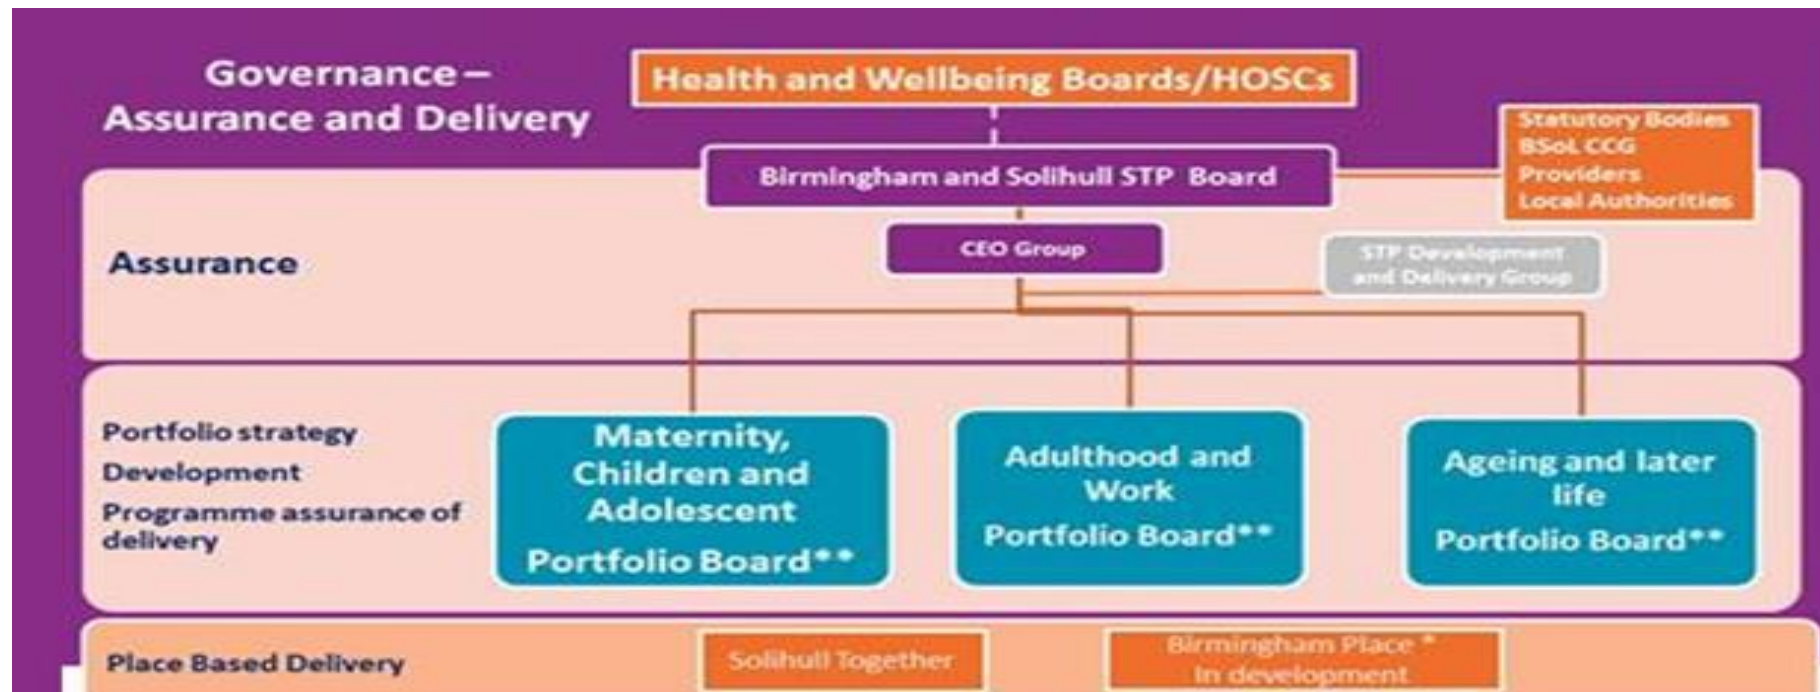 Governance –
Assurance and Delivery
Health and Wellbeing Boards/HOSCs
Statutory Bodies
BSoL CCG
Providers
Local Authorities
Birmingham and Solihull STP Board
Assurance
CEO Group
STP Development
and Delivery Group
Portfolio strategy
Development
Programme assurance of
delivery
Maternity,
Children and
Adolescent
Portfolio Board**
Adulthood and
Work
Portfolio Board**
Ageing and later
life
Portfolio Board**
Place Based Delivery
Solihull Together
Birmingham Place *
In development